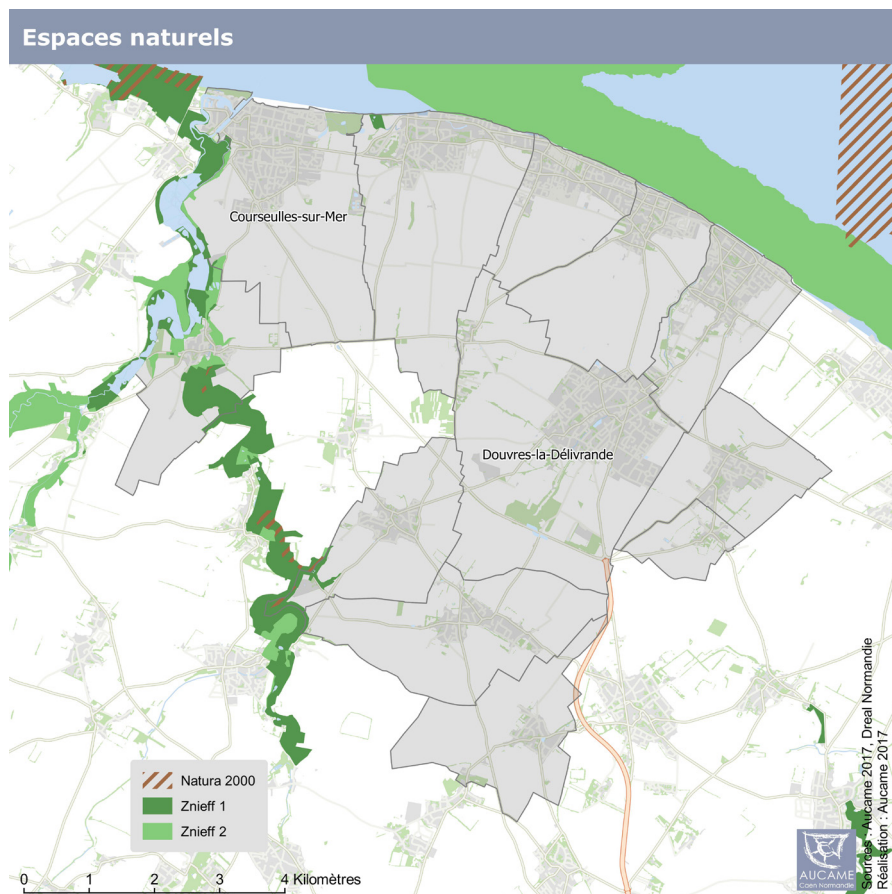 Espaces naturels
Courseulles-sur-Mer
Douvres-la-Délivrande
Natura 2000
Znieff 1
Znieff 2
0 1 2 3 4 Kilomètres
AUCAME
Caen Normandie
Sources : Aucame 2017, Dreal Normandie
Réalisation : Aucame 2017